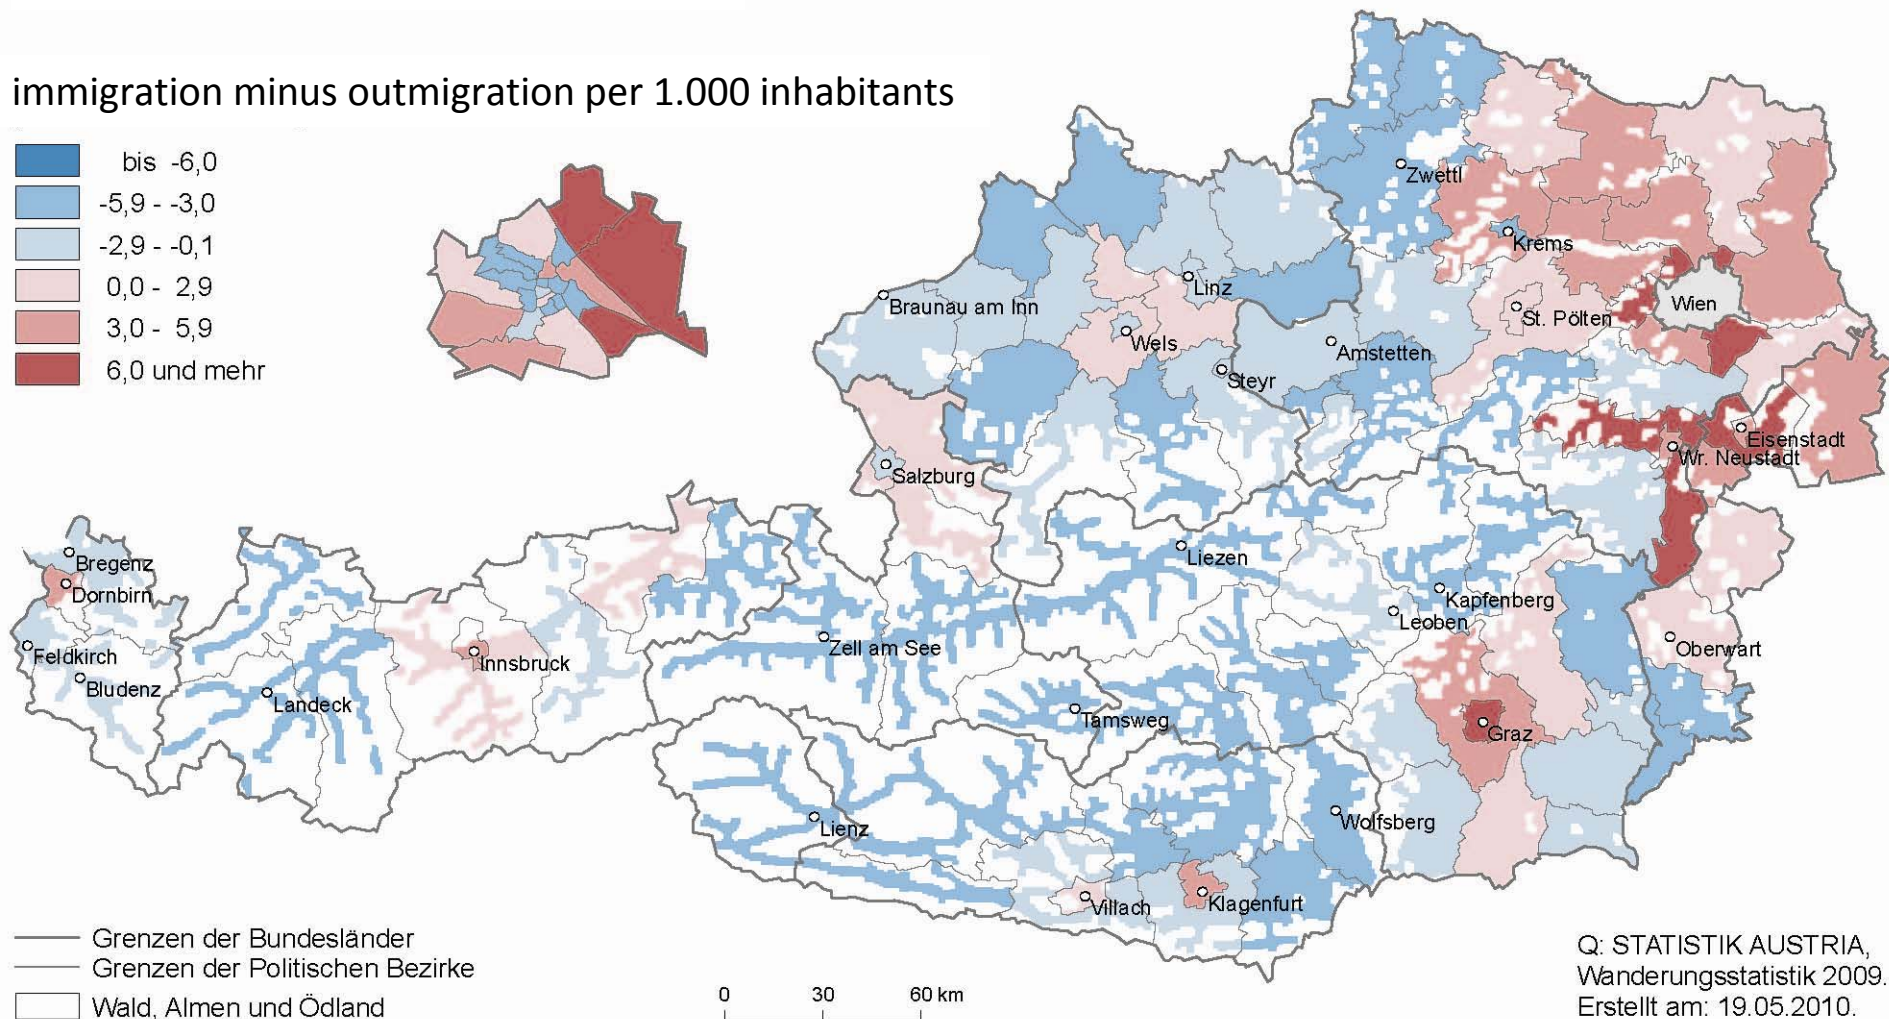 immigration minus outmigration per 1.000 inhabitants
bis -6,0
-5,9 - -3,0
-2,9 - -0,1
0,0 - 2,9
3,0 - 5,9
6,0 und mehr
Zwettl
Krems
Linz
Braunau am Inn
Wien
St. Pölten
Wels
Amstetten
Steyr
Eisenstadt
Wr. Neustadt
Salzburg
Bregenz
Dornbirn
Liezen
Kapfenberg
Leoben
Feldkirch
Innsbruck
Zell am See
Oberwart
Bludenz
Landeck
Tamsweg
Graz
Lienz
Wolfsberg
Villach
Klagenfurt
Grenzen der Bundesländer
Grenzen der Politischen Bezirke
Wald, Almen und Ödland
0 30 60 km
Q: STATISTIK AUSTRIA,
Wanderungsstatistik 2009.
Erstellt am: 19.05.2010.